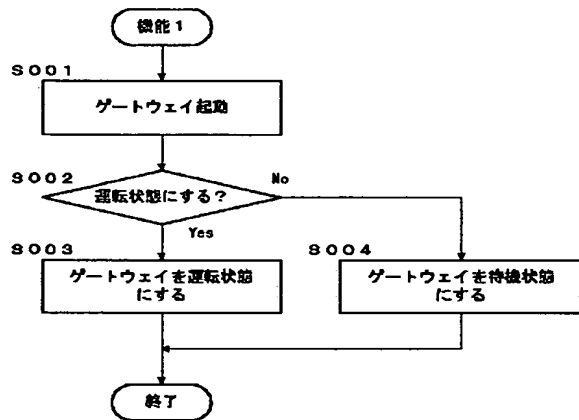 機能1
S001
ゲートウェイ起動
S002
運転状態にする？
No
Yes
S003
S004
ゲートウェイを運転状態
にする
ゲートウェイを待機状態
にする
終了